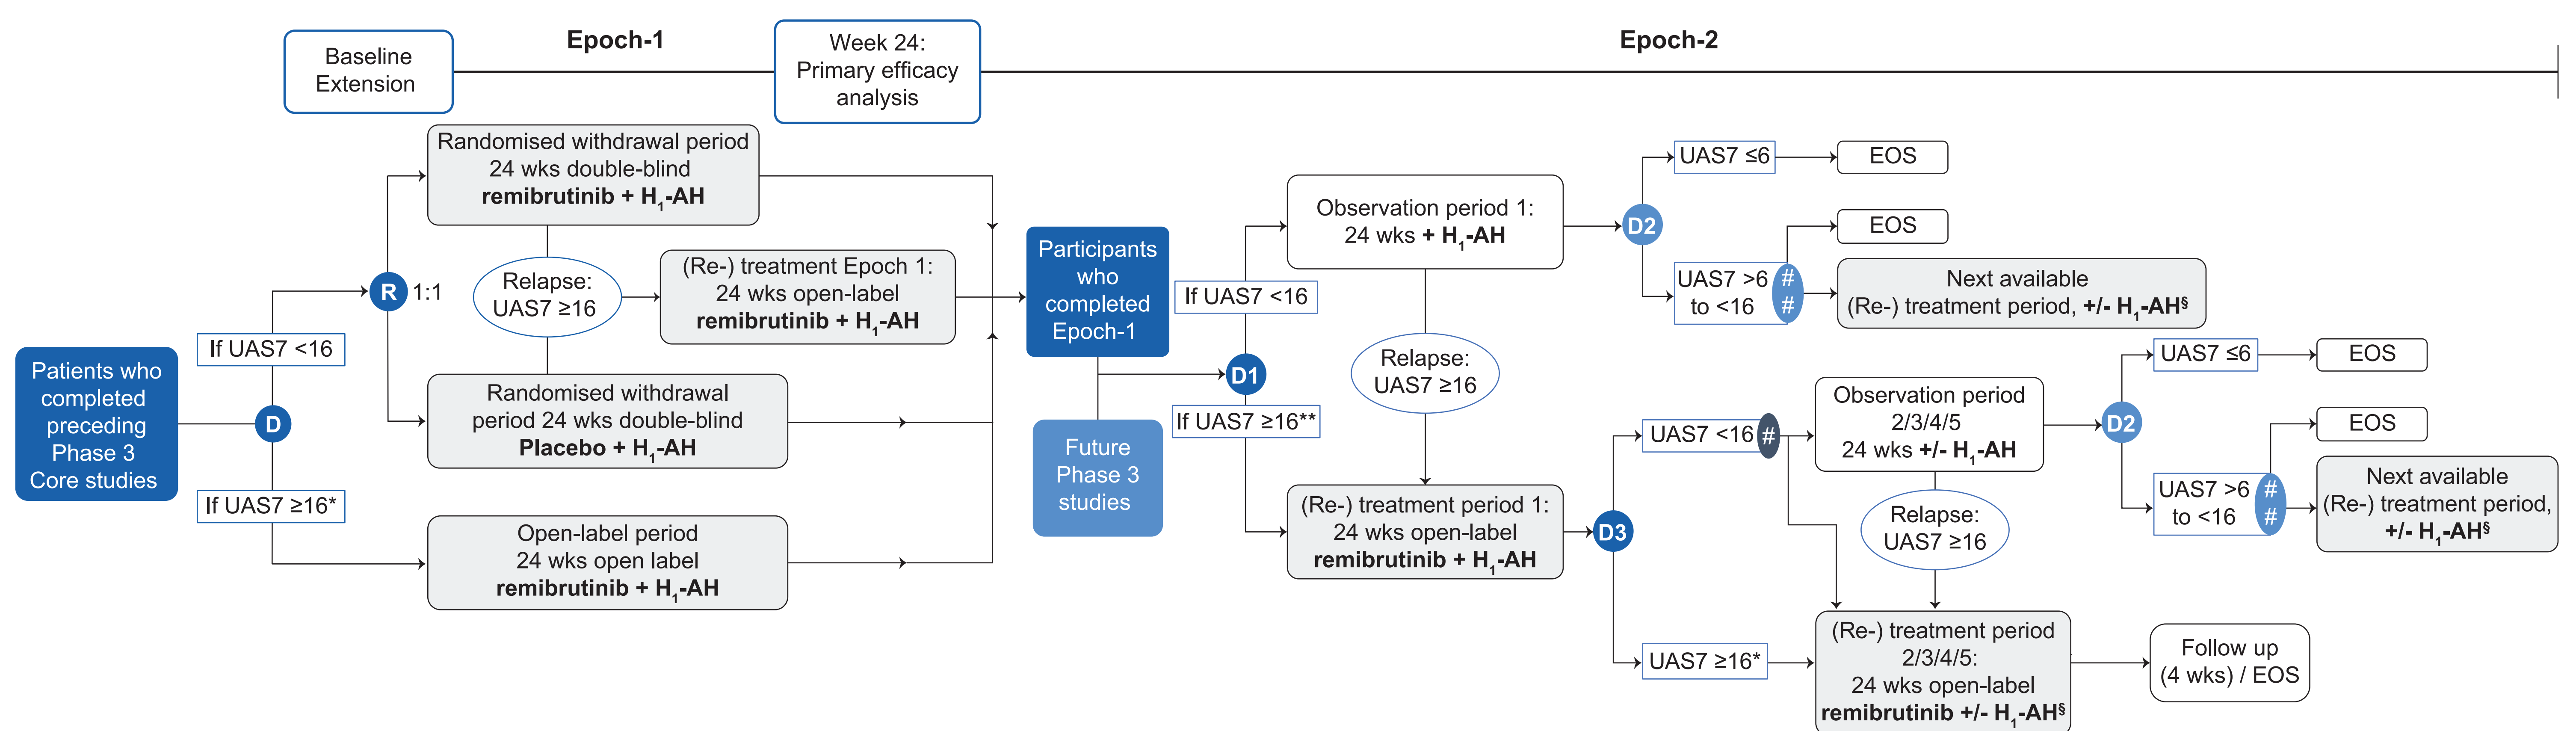 Epoch-1
Epoch-2
Baseline
Extension
Week 24:
Primary efficacy
analysis
Patients who
completed
preceding
Phase 3
Core studies
D
If UAS7 <16
If UAS7 ≥16*
R 1:1
Randomised withdrawal period
24 wks double-blind
remibrutinib + H₁-AH
Relapse:
UAS7 ≥16
(Re-) treatment Epoch 1:
24 wks open-label
remibrutinib + H₁-AH
Randomised withdrawal
period 24 wks double-blind
Placebo + H₁-AH
Open-label period
24 wks open label
remibrutinib + H₁-AH
Participants
who
completed
Epoch-1
Future
Phase 3
studies
D1
If UAS7 <16
If UAS7 ≥16**
Observation period 1:
24 wks + H₁-AH
Relapse:
UAS7 ≥16
(Re-) treatment period 1:
24 wks open-label
remibrutinib + H₁-AH
D2
UAS7 ≤6
EOS
UAS7 >6
to <16
#
#
EOS
Next available
(Re-) treatment period, +/- H₁-AH§
D3
UAS7 <16 #
UAS7 ≥16*
Observation period
2/3/4/5
24 wks +/- H₁-AH
Relapse:
UAS7 ≥16
(Re-) treatment period
2/3/4/5:
24 wks open-label
remibrutinib +/- H₁-AH§
D2
UAS7 ≤6
EOS
UAS7 >6
to <16
#
#
EOS
Next available
(Re-) treatment period,
+/- H₁-AH§
Follow up
(4 wks) / EOS